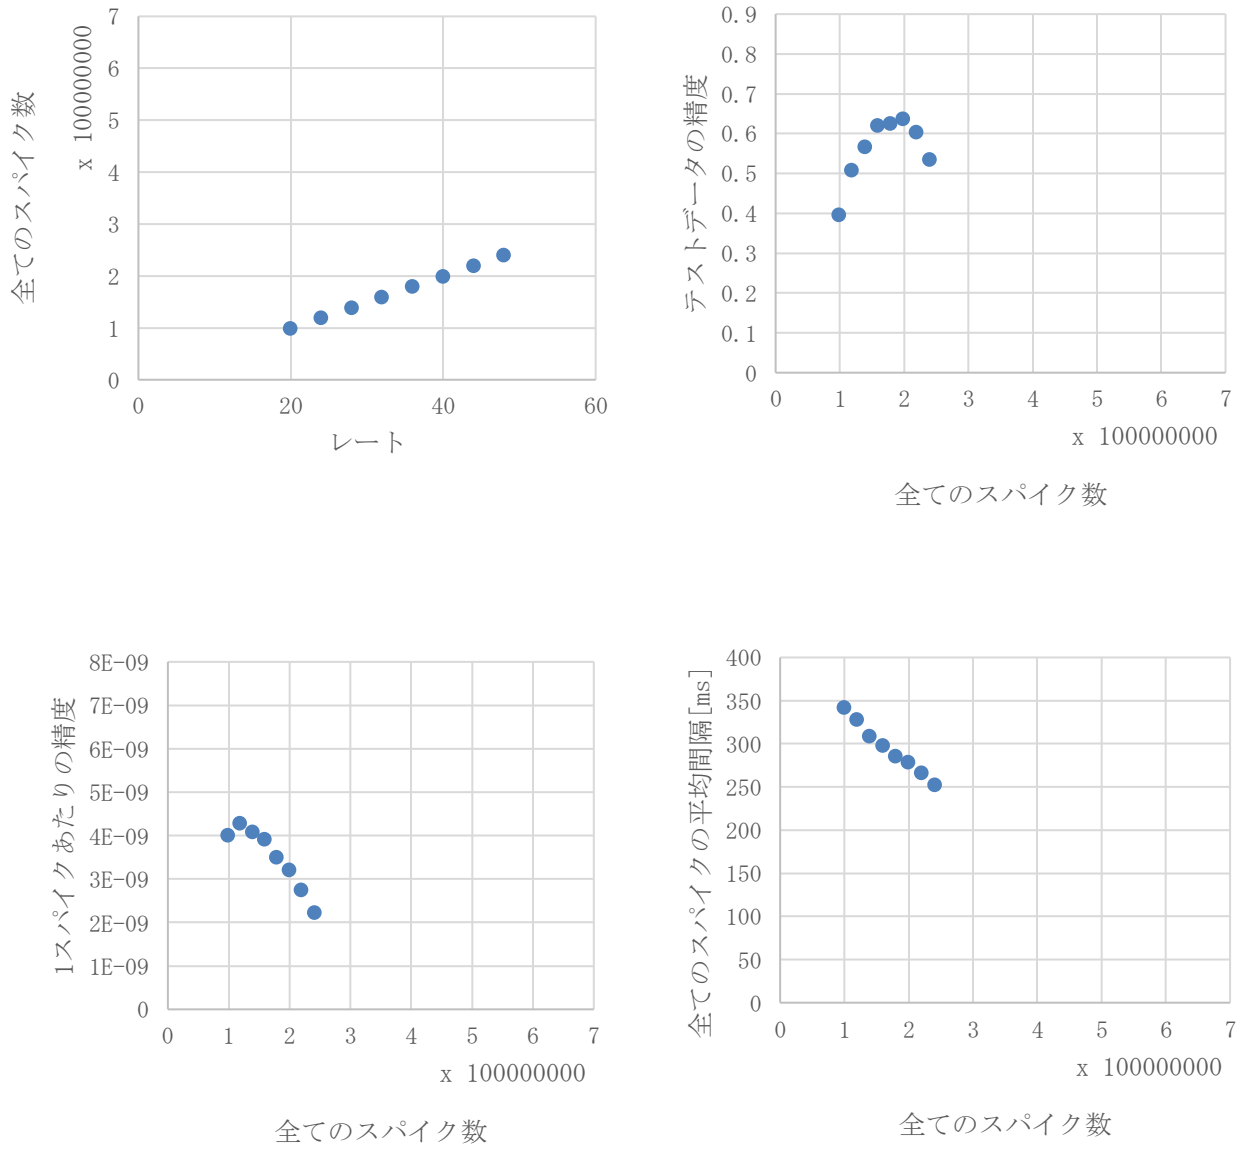 全てのスパイク数
x 100000000
7
6
5
4
3
2
1
0
0 20 40 60
レート
テストデータの精度
0.9
0.8
0.7
0.6
0.5
0.4
0.3
0.2
0.1
0
0 1 2 3 4 5 6 7
x 100000000
全てのスパイク数
1スパイクあたりの精度
8E-09
7E-09
6E-09
5E-09
4E-09
3E-09
2E-09
1E-09
0
0 1 2 3 4 5 6 7
x 100000000
全てのスパイク数
全てのスパイクの平均間隔[ms]
400
350
300
250
200
150
100
50
0
0 1 2 3 4 5 6 7
x 100000000
全てのスパイク数